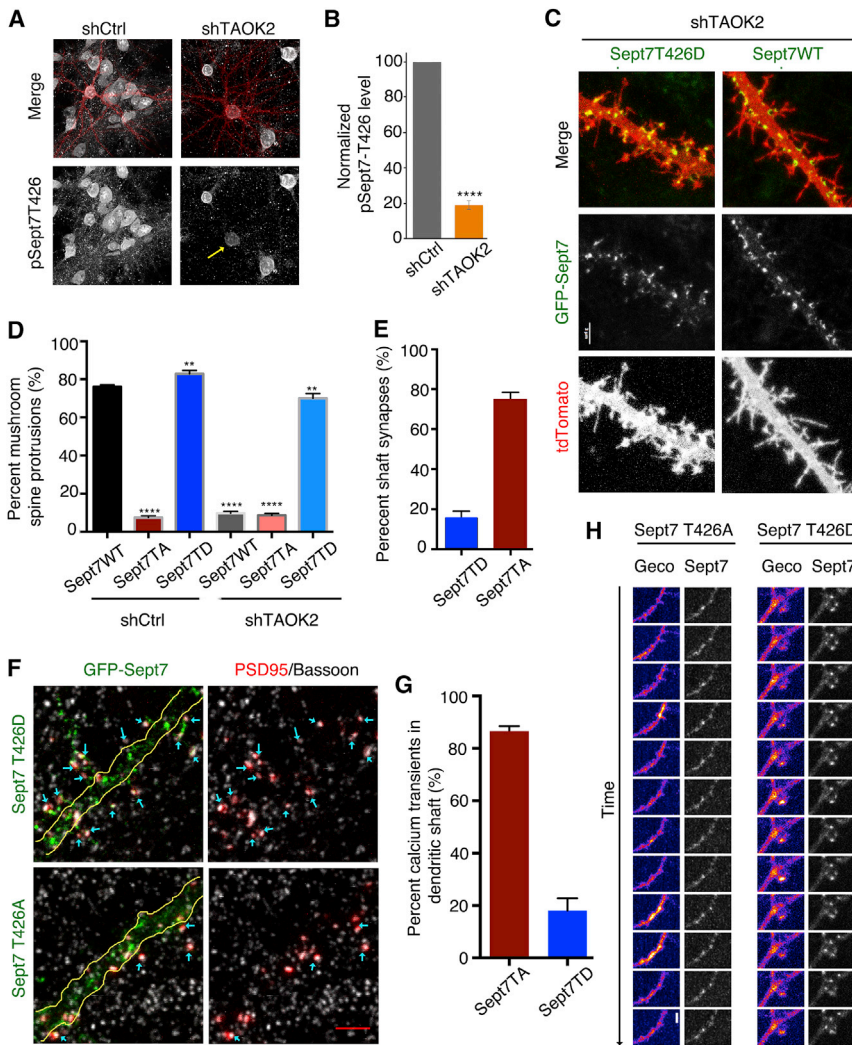 A
shCtrl
shTAOK2
Merge
pSept7T426
B
Normalized
pSept7-T426 level
100
80
60
40
20
0
****
shCtrl
shTAOK2
C
shTAOK2
Sept7T426D
Sept7WT
Merge
GFP-Sept7
tdTomato
D
Percent mushroom
spine protrusions (%)
100
80
60
40
20
0
**
**
****
****
****
Sept7WT
Sept7TA
Sept7TD
Sept7WT
Sept7TA
Sept7TD
shCtrl
shTAOK2
E
Perecent shaft synapses (%)
100
80
60
40
20
0
Sept7TD
Sept7TA
F
GFP-Sept7
PSD95/Bassoon
Sept7 T426D
Sept7 T426A
G
Percent calcium transients in
dendritic shaft (%)
100
80
60
40
20
0
Sept7TA
Sept7TD
H
Sept7 T426A
Sept7 T426D
Geco
Sept7
Geco
Sept7
Time